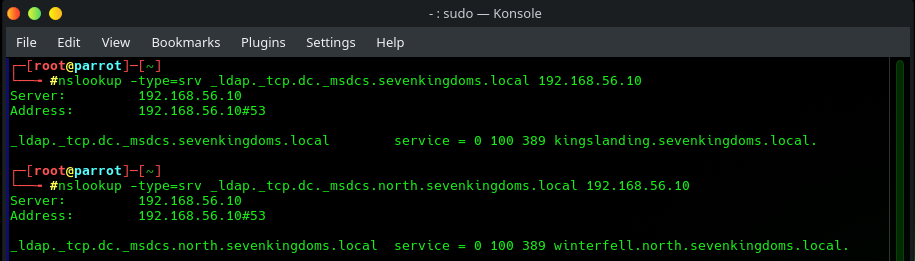 - : sudo — Konsole
File Edit View Bookmarks Plugins Settings Help
┌─[root@parrot]─[~]
└──╼ #nslookup -type=srv _ldap._tcp.dc._msdcs.sevenkingdoms.local 192.168.56.10
Server:         192.168.56.10
Address:        192.168.56.10#53

_ldap._tcp.dc._msdcs.sevenkingdoms.local        service = 0 100 389 kingslanding.sevenkingdoms.local.

┌─[root@parrot]─[~]
└──╼ #nslookup -type=srv _ldap._tcp.dc._msdcs.north.sevenkingdoms.local 192.168.56.10
Server:         192.168.56.10
Address:        192.168.56.10#53

_ldap._tcp.dc._msdcs.north.sevenkingdoms.local  service = 0 100 389 winterfell.north.sevenkingdoms.local.